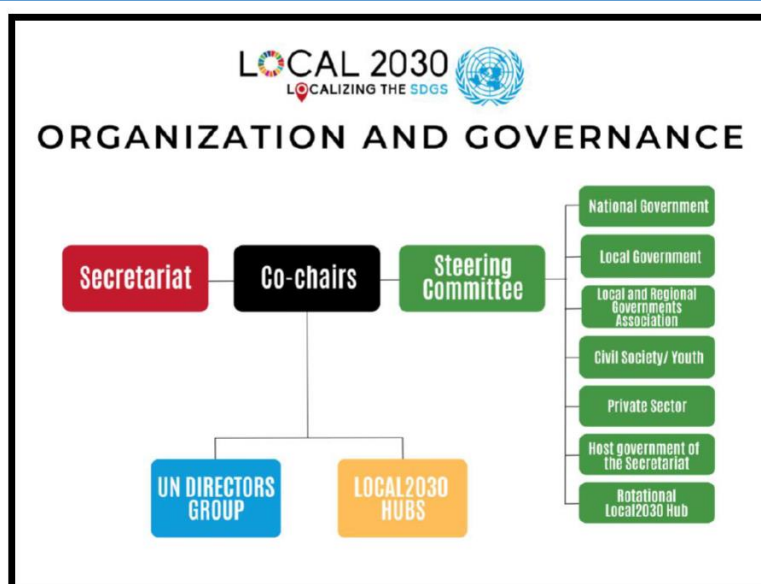 LOCAL 2030
LOCALIZING THE SDGS
ORGANIZATION AND GOVERNANCE
Secretariat
Co-chairs
Steering
Committee
National Government
Local Government
Local and Regional
Governments
Association
Civil Society/ Youth
Private Sector
Host government of
the Secretariat
Rotational
Local2030 Hub
UN DIRECTORS
GROUP
LOCAL2030
HUBS